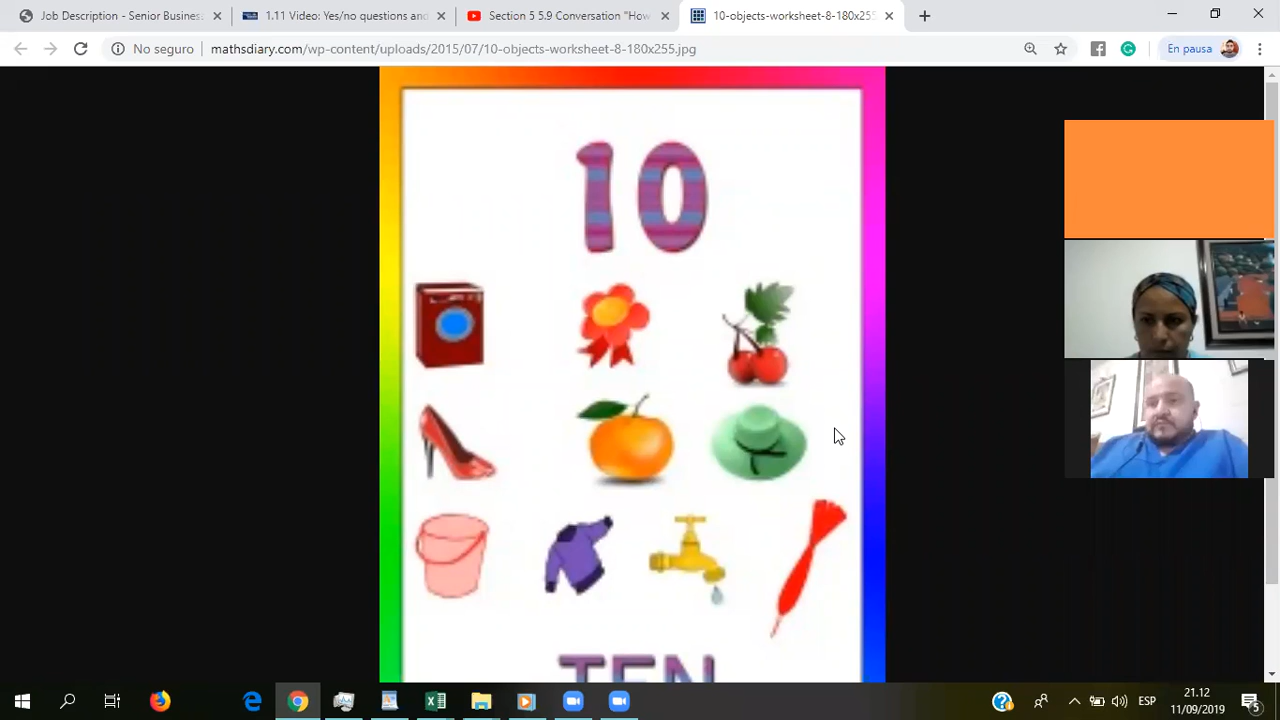 Job Description - Senior Busines
1.11 Video: Yes/no questions and
Section 5 5.9 Conversation "How
10-objects-worksheet-8-180x255.
No seguro
mathsdiary.com/wp-content/uploads/2015/07/10-objects-worksheet-8-180x255.jpg
En pausa
10
TEN
ESP
21.12
11/09/2019
5